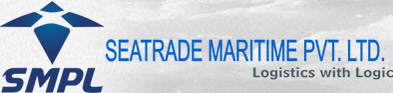 SEATRADE MARITIME PVT. LTD.
Logistics with Logic
SMPL